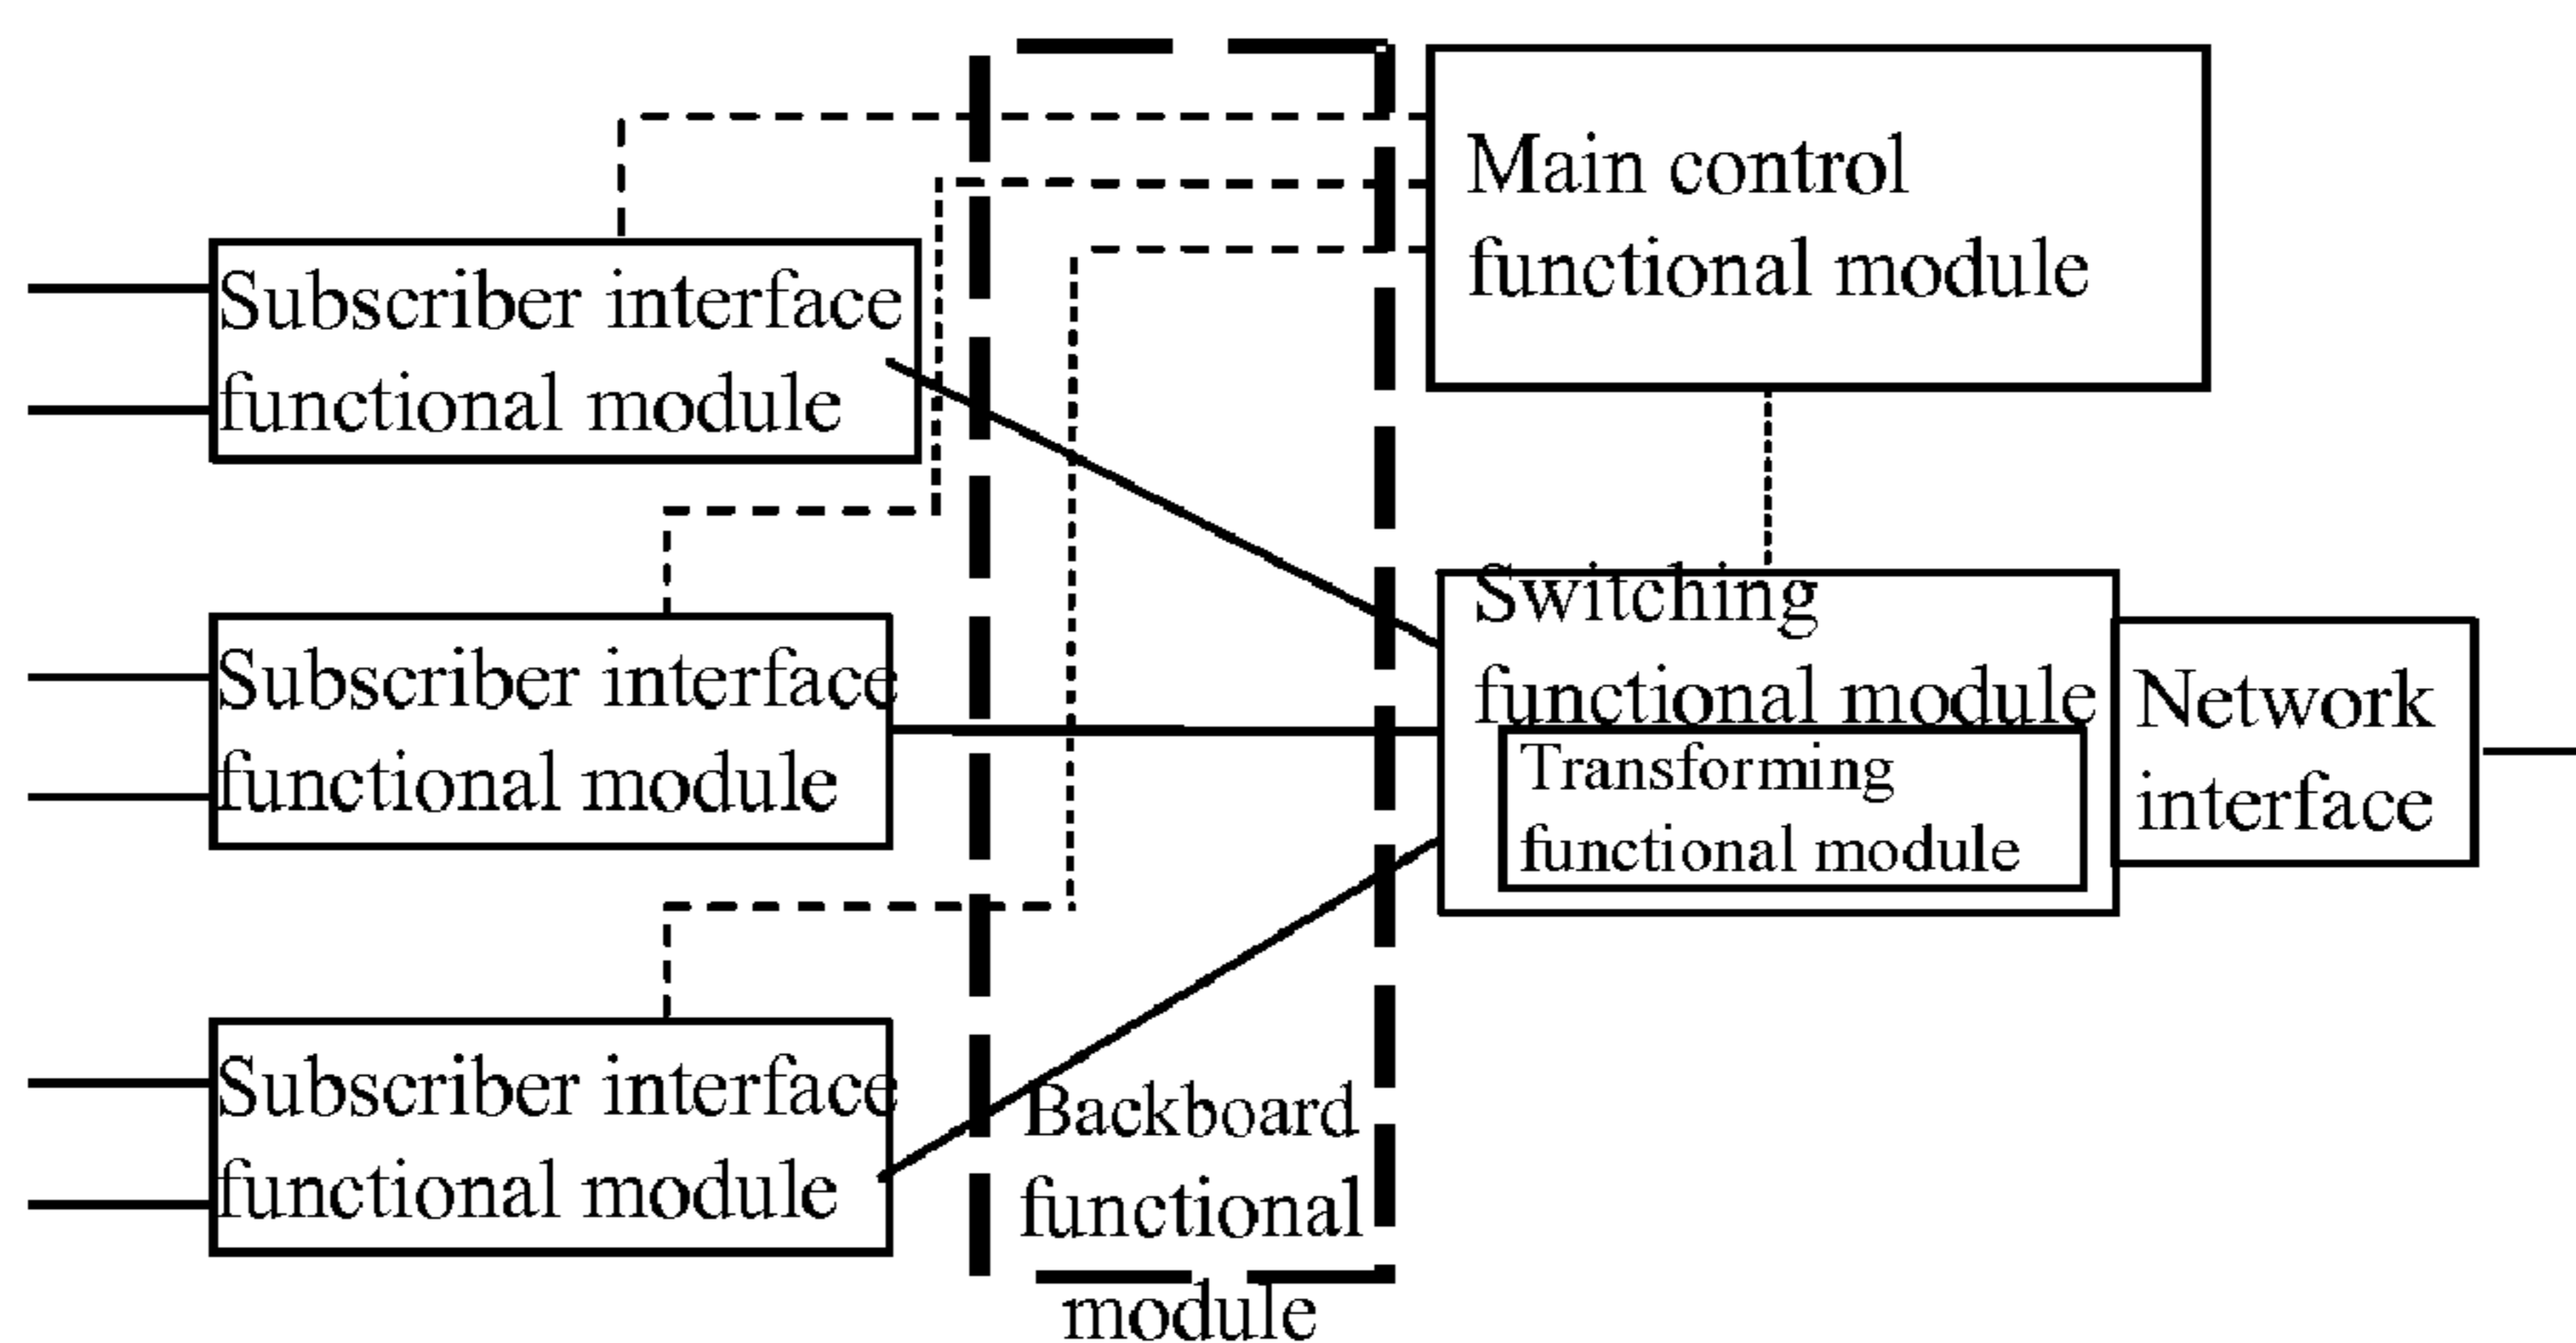 Main control
functional module
Subscriber interface
functional module
Switching
functional module
Transforming
functional module
Network
interface
Subscriber interface
functional module
Subscriber interface
functional module
Backboard
functional
module